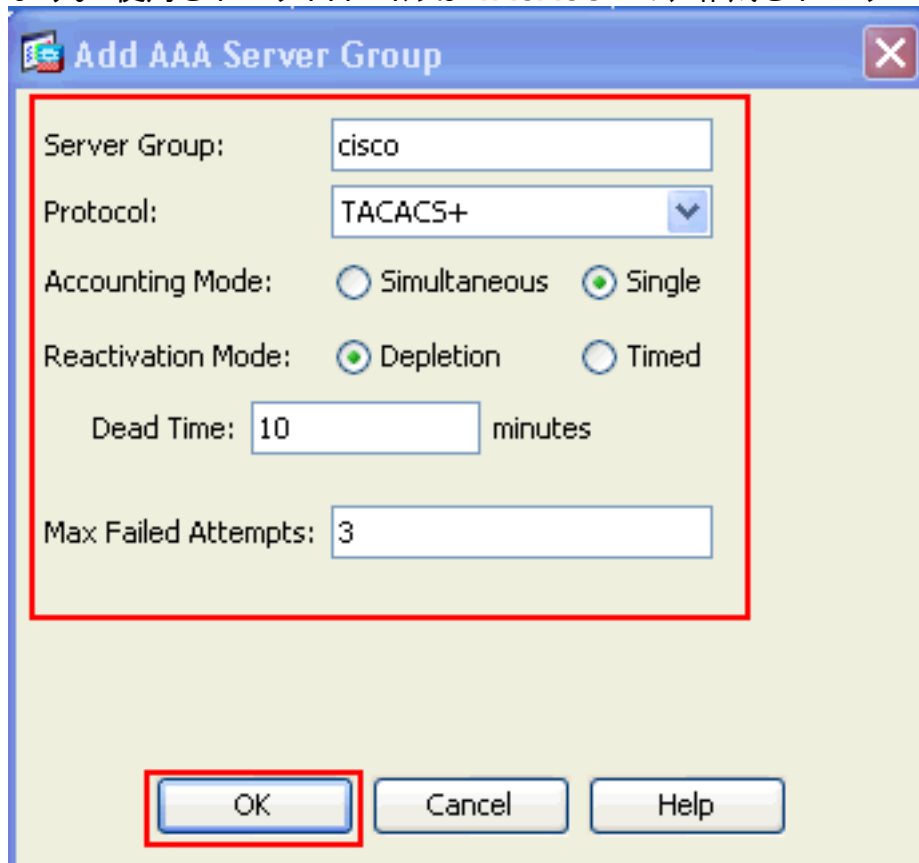 Add AAA Server Group
Server Group: cisco
Protocol: TACACS+
Accounting Mode: Simultaneous Single
Reactivation Mode: Depletion Timed
Dead Time: 10 minutes
Max Failed Attempts: 3
OK Cancel Help